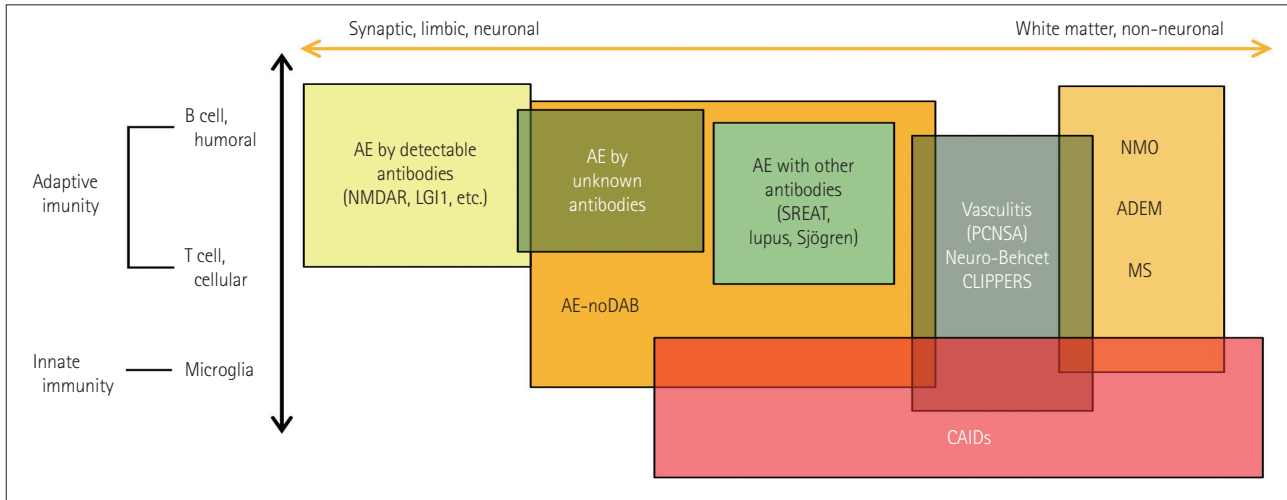 Synaptic, limbic, neuronal
White matter, non-neuronal
B cell,
humoral
Adaptive
imunity
T cell,
cellular
Innate
immunity
Microglia
AE by detectable
antibodies
(NMDAR, LGI1, etc.)
AE by
unknown
antibodies
AE with other
antibodies
(SREAT,
lupus, Sjögren)
AE-noDAB
Vasculitis
(PCNSA)
Neuro-Behcet
CLIPPERS
NMO
ADEM
MS
CAIDs